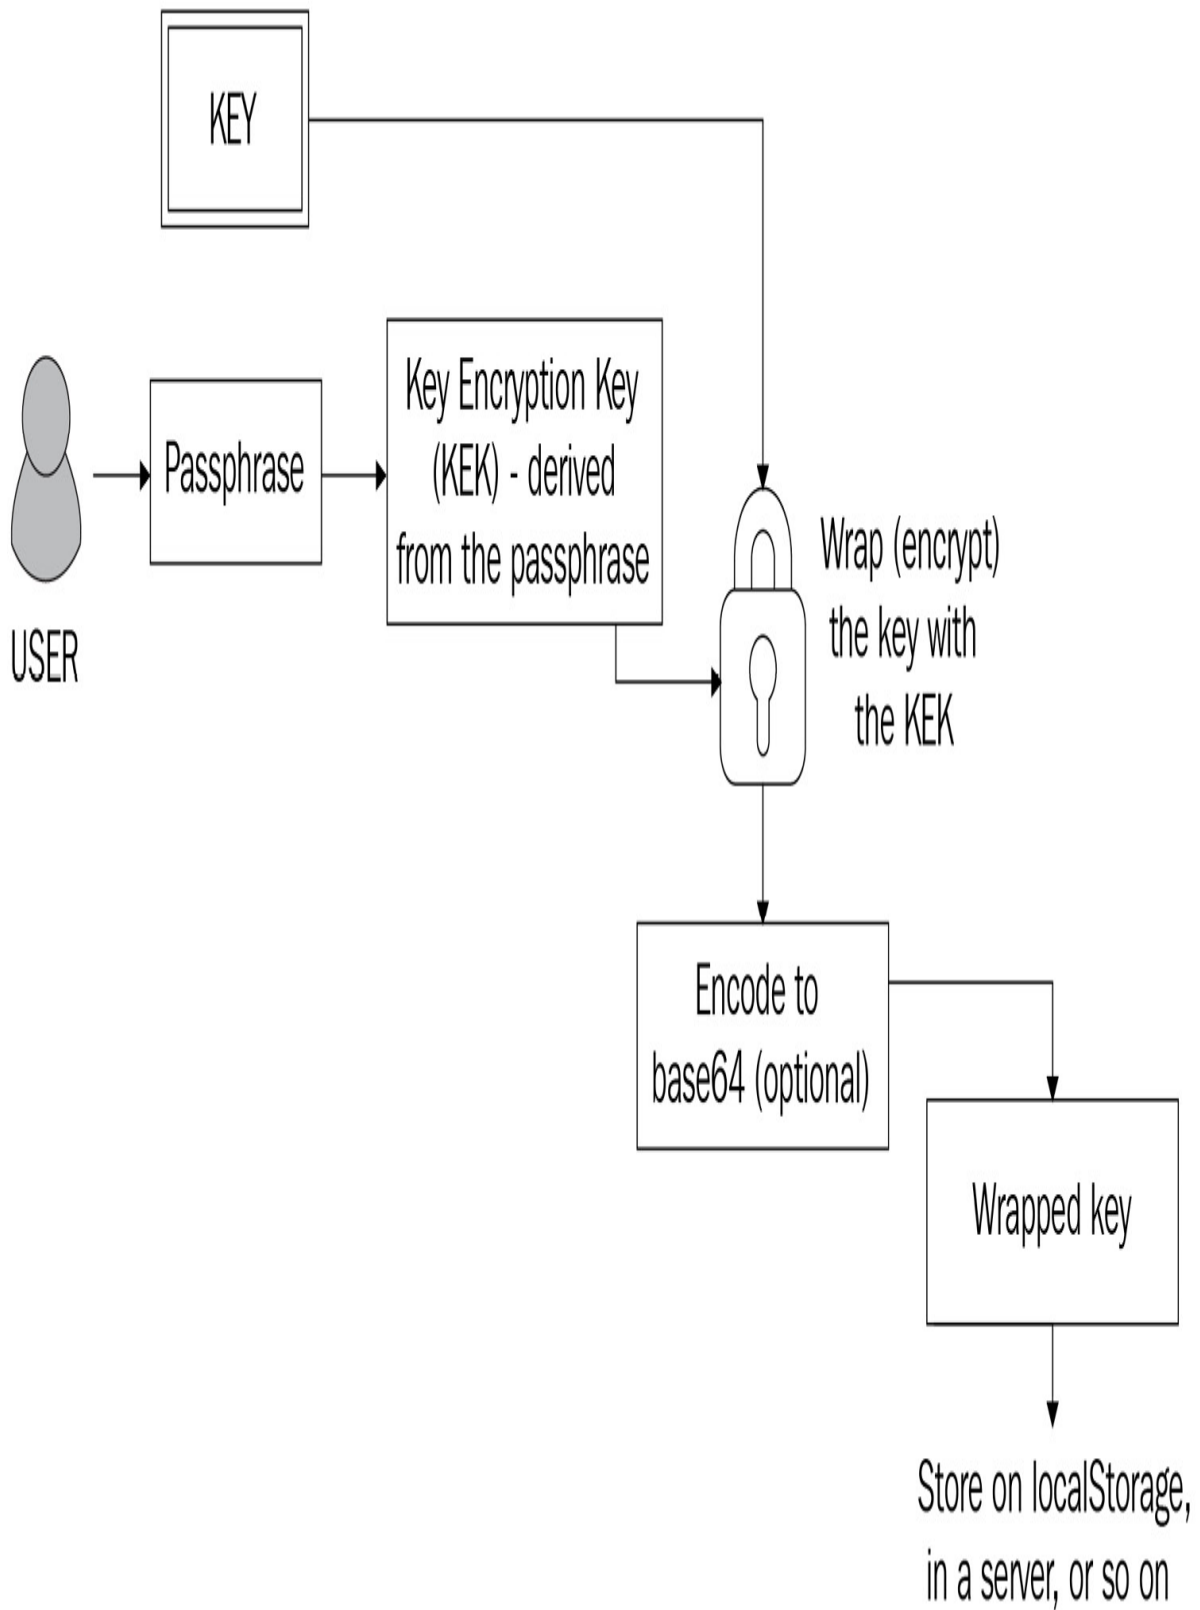 KEY
Passphrase
Key Encryption Key
(KEK) - derived
from the passphrase
USER
Wrap (encrypt)
the key with
the KEK
Encode to
base64 (optional)
Wrapped key
Store on localStorage,
in a server, or so on